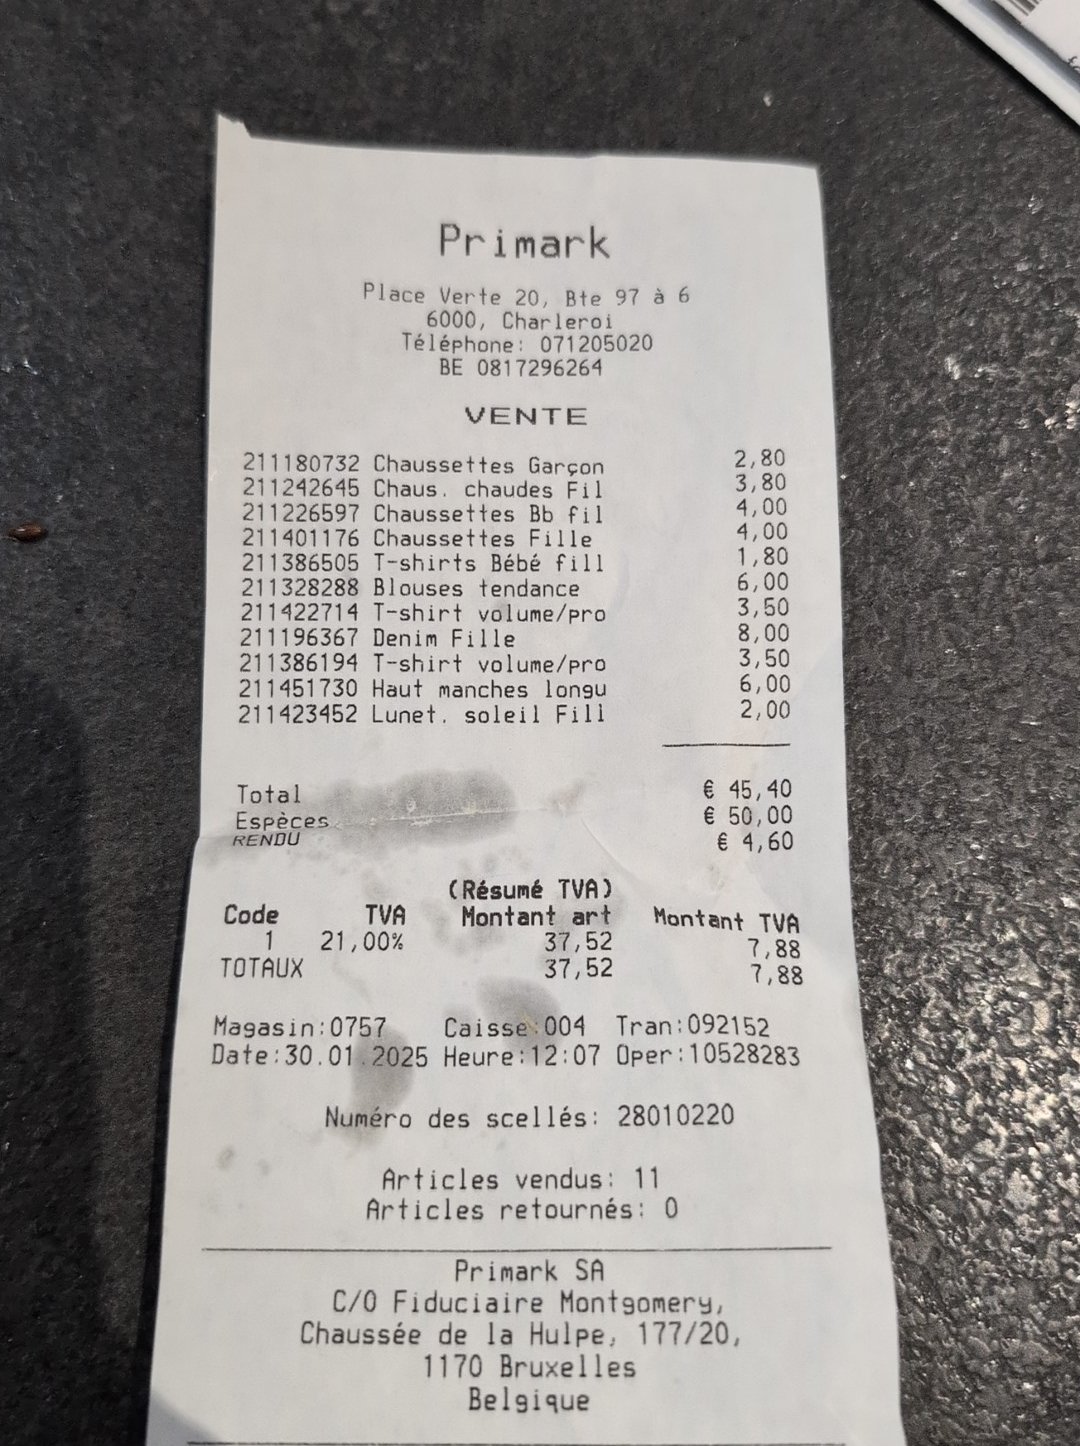 Primark
Place Verte 20, Bte 97 à 6
6000, Charleroi
Téléphone: 071205020
BE 0817296264
VENTE
211180732 Chaussettes Garçon 2,80
211242645 Chaus. chaudes Fil 3,80
211226597 Chaussettes Bb fil 4,00
211401176 Chaussettes Fille 4,00
211386505 T-shirts Bébé fill 1,80
211328288 Blouses tendance 6,00
211422714 T-shirt volume/pro 3,50
211196367 Denim Fille 8,00
211386194 T-shirt volume/pro 3,50
211451730 Haut manches longu 6,00
211423452 Lunet. soleil Fill 2,00
Total € 45,40
Espèces € 50,00
RENDU € 4,60
(Résumé TVA)
Code TVA Montant art Montant TVA
1 21,00% 37,52 7,88
TOTAUX 37,52 7,88
Magasin:0757 Caisse:004 Tran:092152
Date:30.01.2025 Heure:12:07 Oper:10528283
Numéro des scellés: 28010220
Articles vendus: 11
Articles retournés: 0
Primark SA
C/O Fiduciaire Montgomery,
Chaussée de la Hulpe, 177/20,
1170 Bruxelles
Belgique